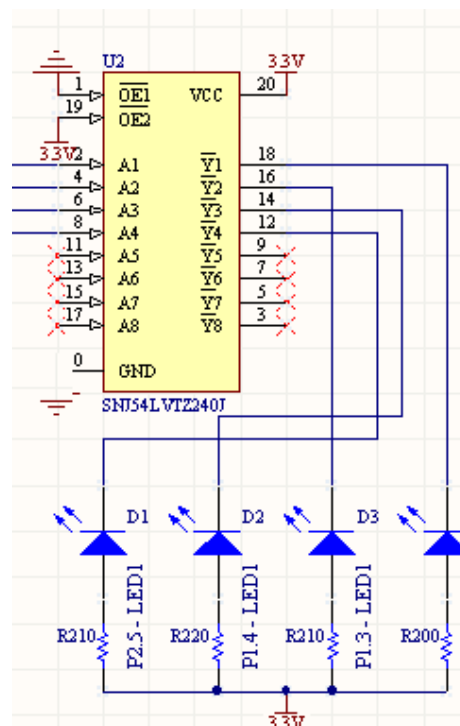 U2
3.3V
1 OE1 VCC 20
19 OE2
3.3V
2 A1 Y1 18
4 A2 Y2 16
6 A3 Y3 14
8 A4 Y4 12
11 A5 Y5 9
13 A6 Y6 7
15 A7 Y7 5
17 A8 Y8 3
0 GND
SNJ54LVTZ240J
D1 D2 D3
P2.5 - LED1 P1.4 - LED1 P1.3 - LED1
R210 R220 R210 R200
3.3V